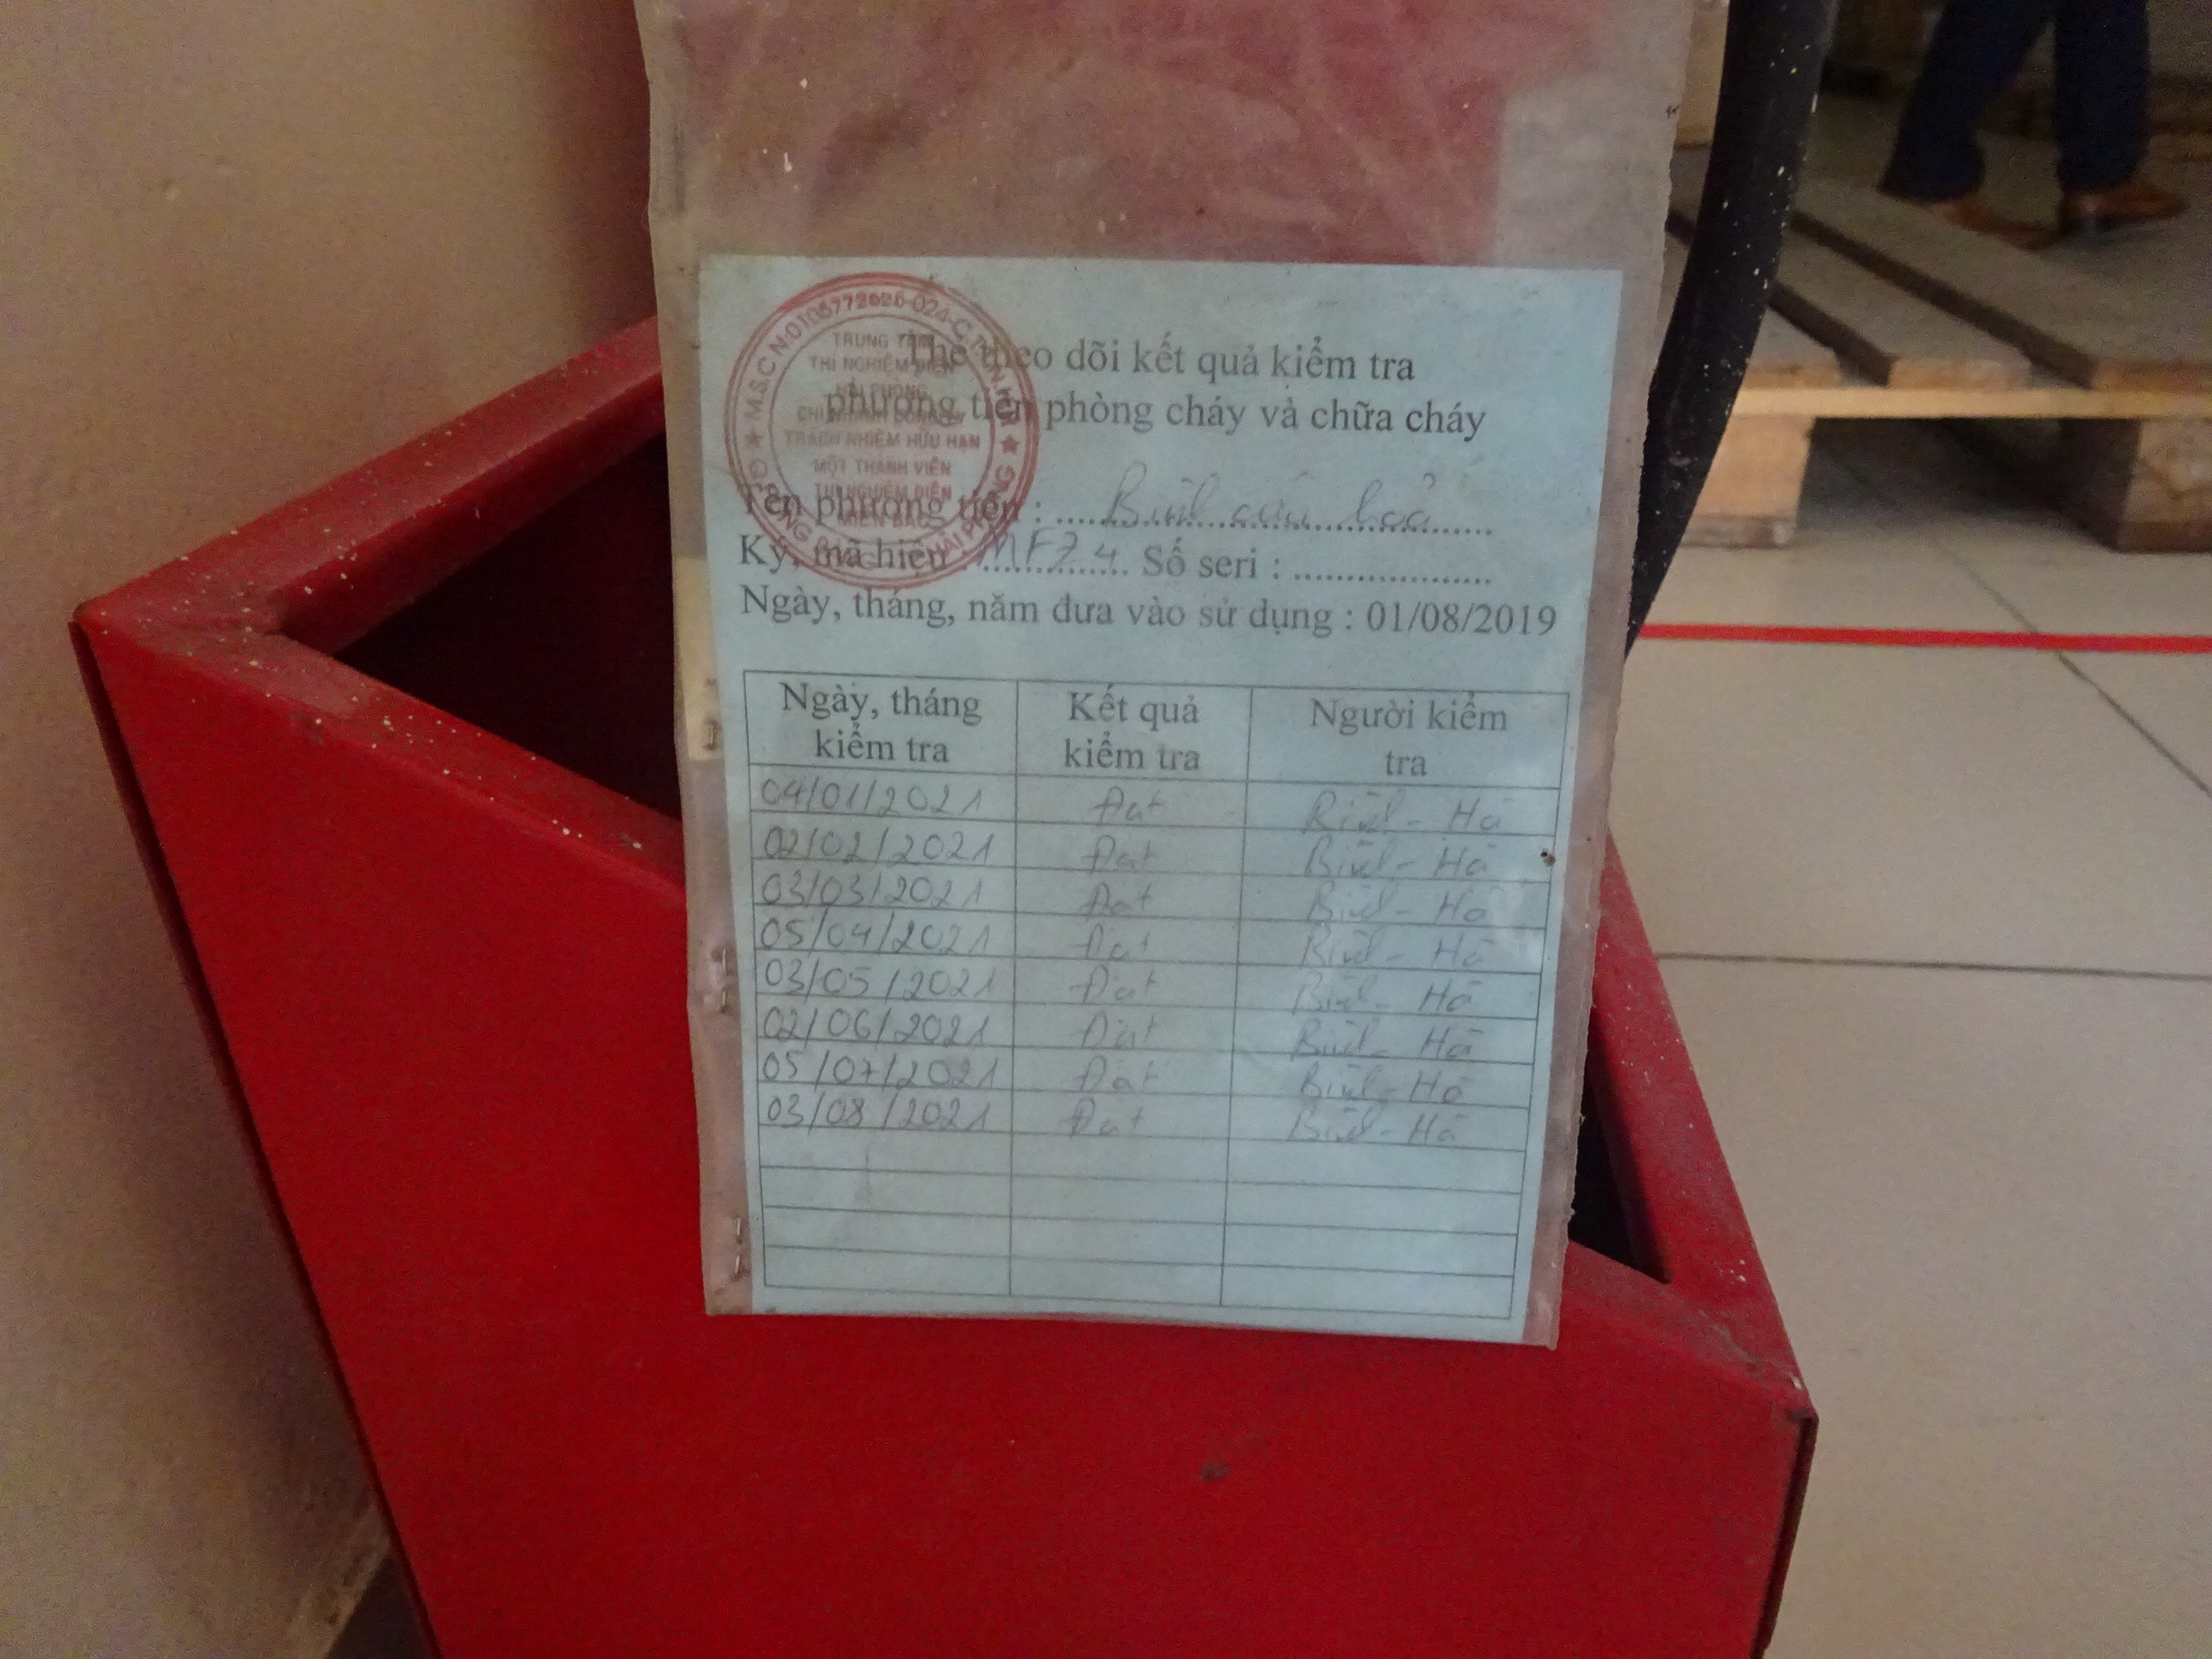 M.S.C.N:0105772026-024-C.T.T.N.H.H
TRUNG TÂM
THÍ NGHIỆM ĐIỆN
HẢI PHÒNG
CHI NHÁNH CÔNG TY
TRÁCH NHIỆM HỮU HẠN
MỘT THÀNH VIÊN
THÍ NGHIỆM ĐIỆN
MIỀN BẮC
Thẻ theo dõi kết quả kiểm tra
phương tiện phòng cháy và chữa cháy
Tên phương tiện : Bình cứu hoả
Ký, mã hiệu : MFZ4 Số seri : ....................
Ngày, tháng, năm đưa vào sử dụng : 01/08/2019
Ngày, tháng kiểm tra Kết quả kiểm tra Người kiểm tra
04/01/2021 Đạt Bình - Hà
02/02/2021 Đạt Bình - Hà
03/03/2021 Đạt Bình - Hà
05/04/2021 Đạt Bình - Hà
03/05/2021 Đạt Bình - Hà
02/06/2021 Đạt Bình - Hà
05/07/2021 Đạt Bình - Hà
03/08/2021 Đạt Bình - Hà